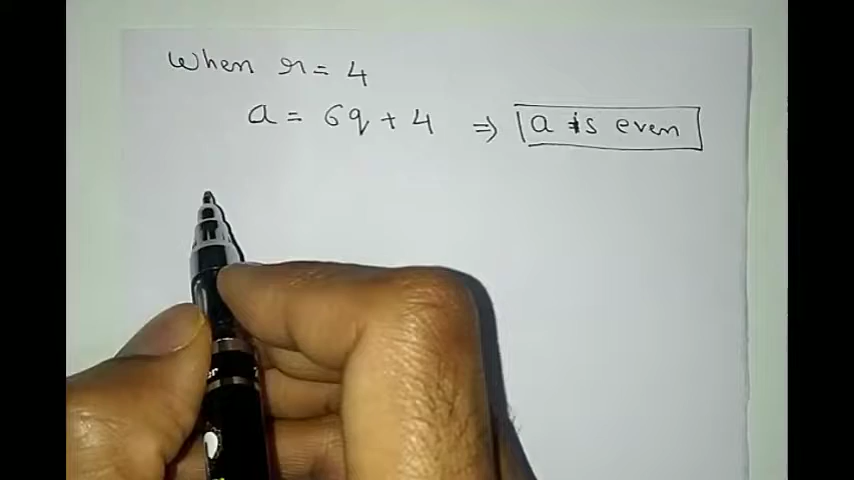 When r = 4
a = 6q + 4 ⇒ a is even